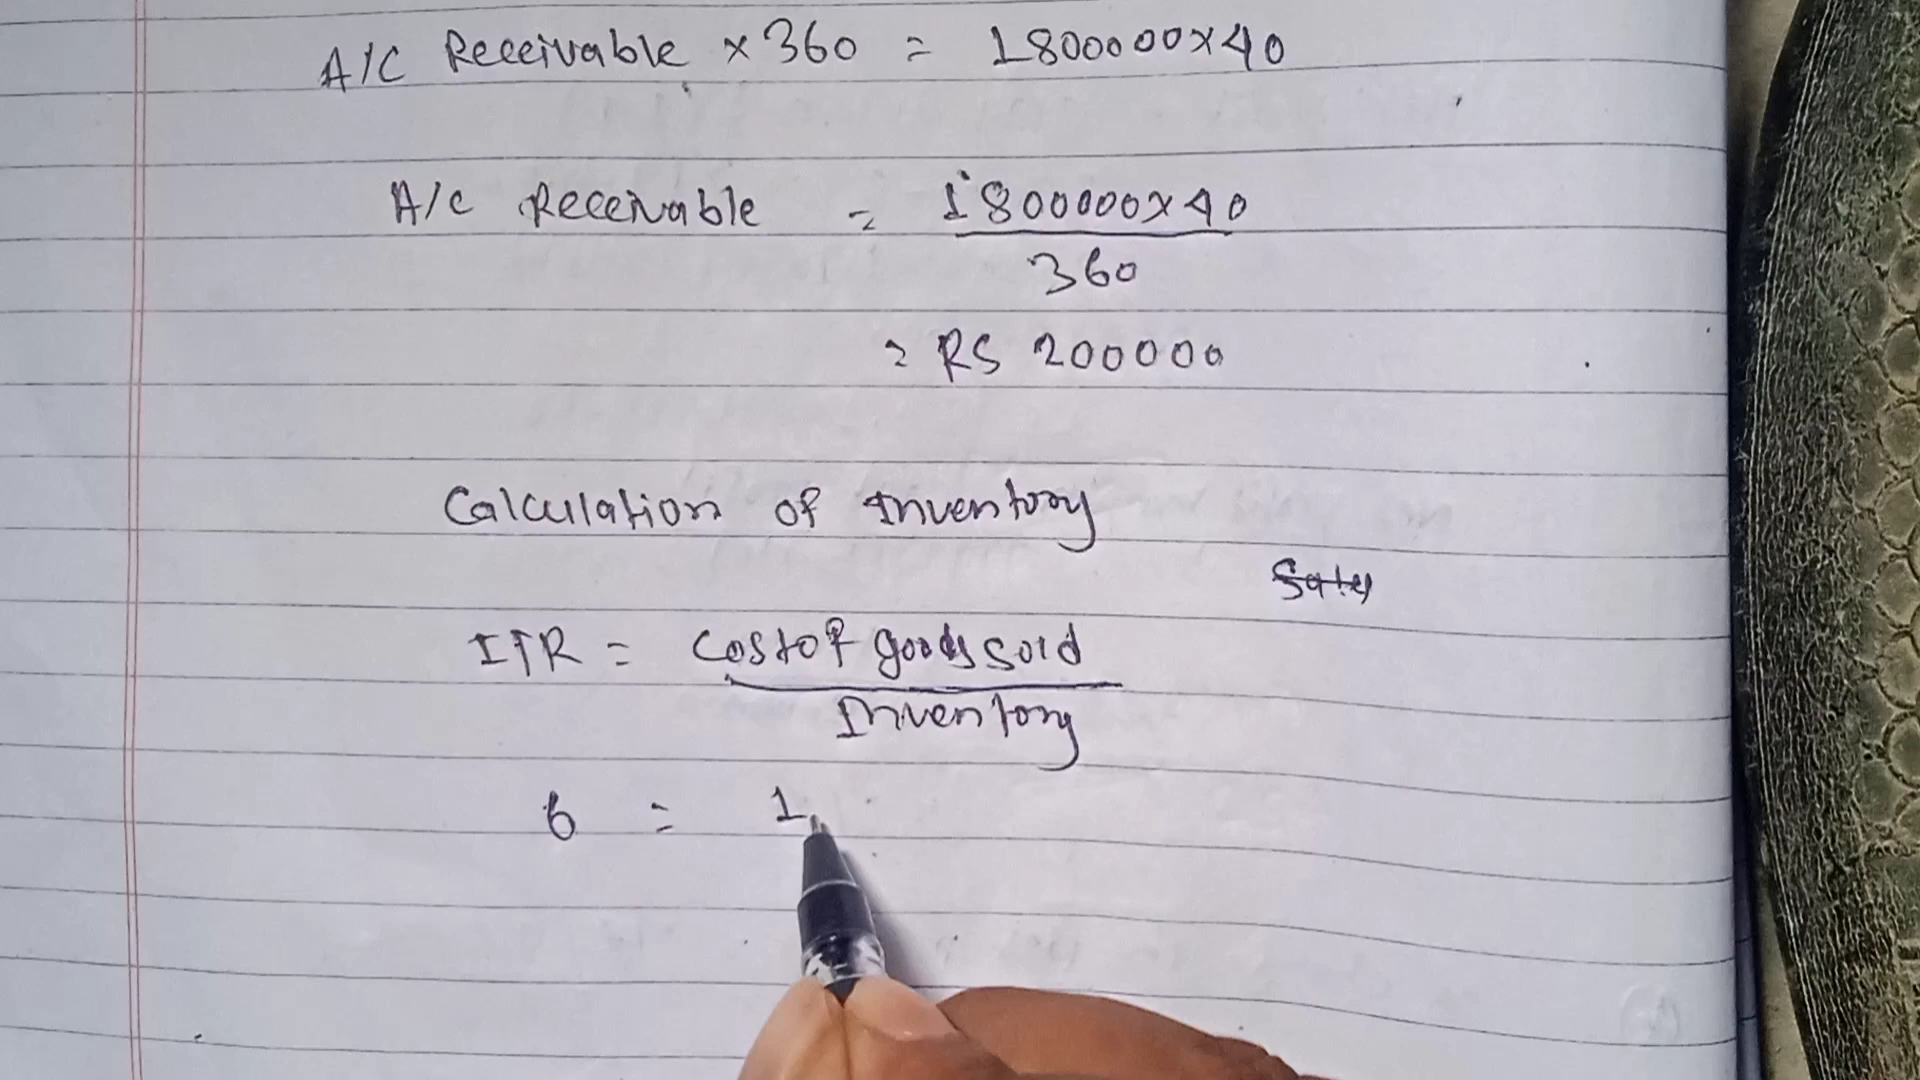 A/C Receivable × 360 = 1800000×40
A/C Receivable = 1800000×40
360
= RS 200000
Calculation of Inventory
Sales
ITR = Cost of goods sold
Inventory
6 = 1